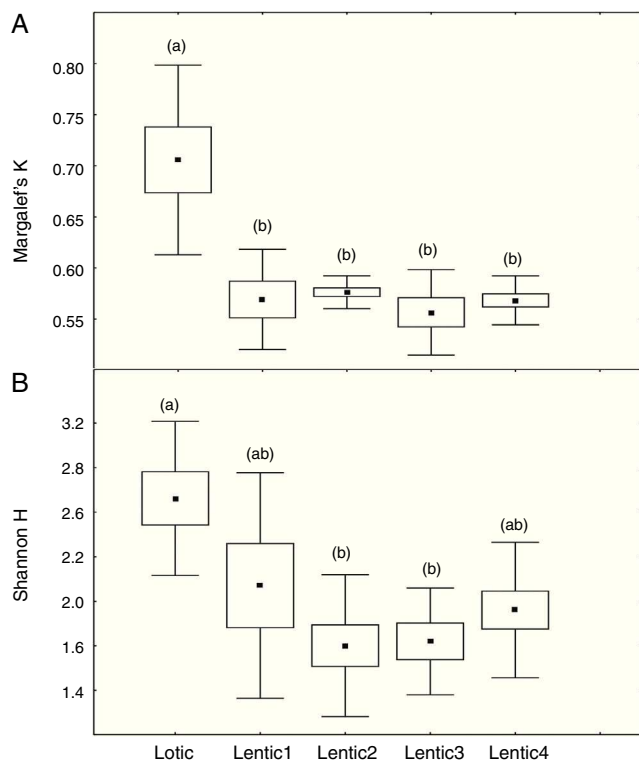 A
(a)
0.80
0.75
0.70
0.65
0.60
0.55
Margalef's K
(b)
(b)
(b)
(b)
B
(a)
(ab)
(b)
(b)
(ab)
3.2
2.8
2.6
2.2
2.0
1.6
1.4
Shannon H
Lotic Lentic1 Lentic2 Lentic3 Lentic4